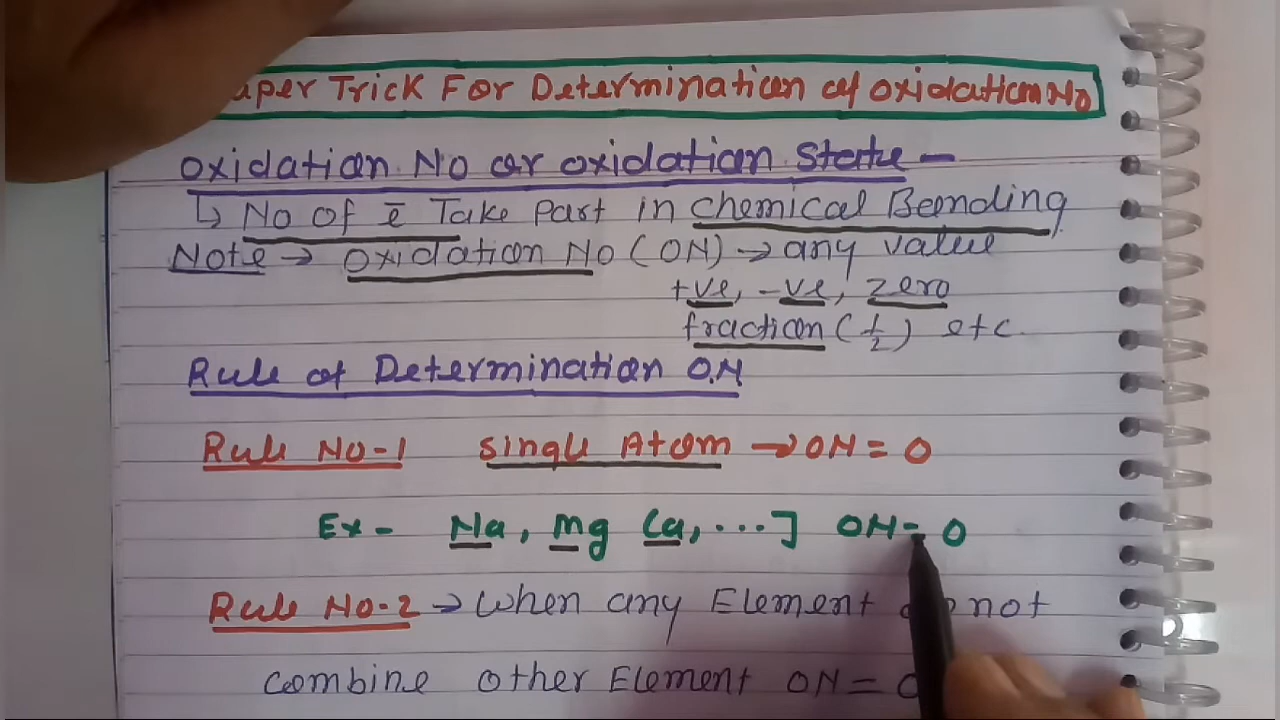 uper Trick For Determination of oxidation No
oxidation No or oxidation State -
↳ No of ē Take Part in chemical Bonding
Note → oxidation No (ON) → any value
+ve, -ve, zero
fraction (1/2) etc
Rule of Determination O.N
Rule No-1 single Atom → ON = 0
Ex- Na, mg Ca, ...] ON = 0
Rule No-2 → When any Element not
combine other Element ON =